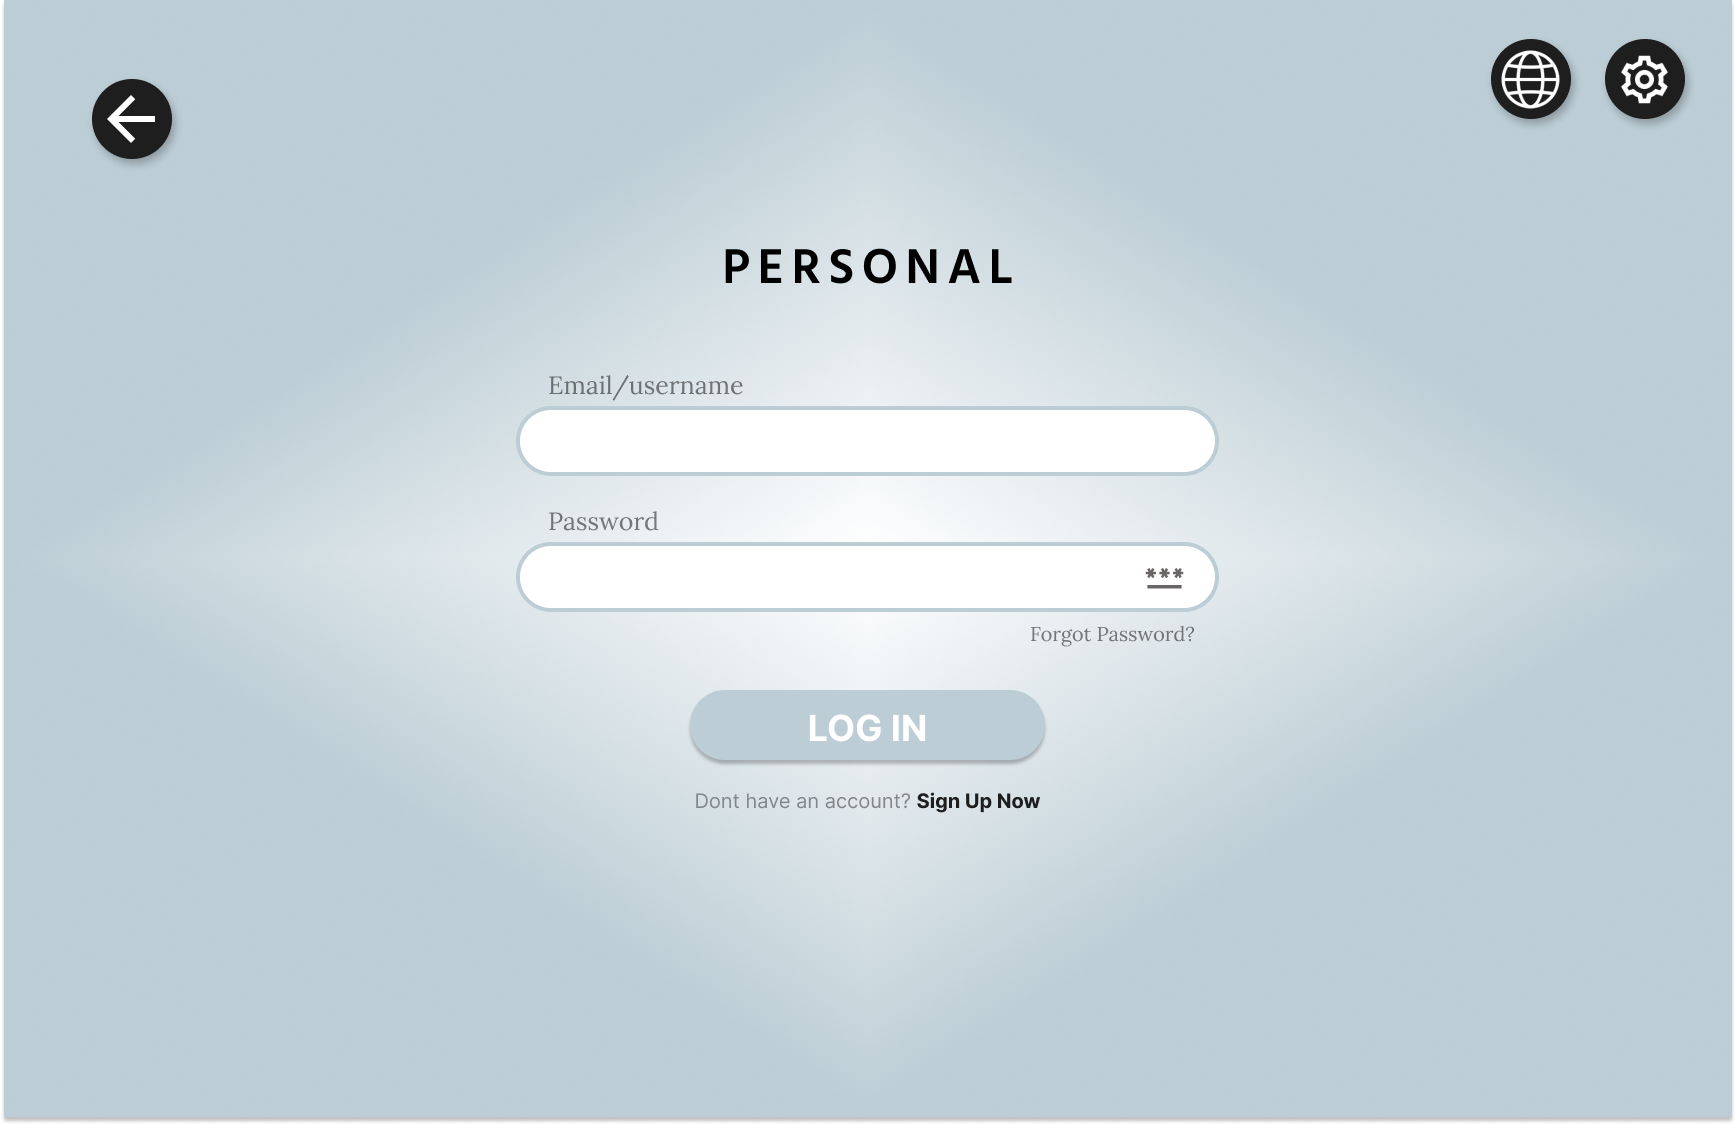 PERSONAL
Email/username
Password
***
Forgot Password?
LOG IN
Dont have an account? Sign Up Now